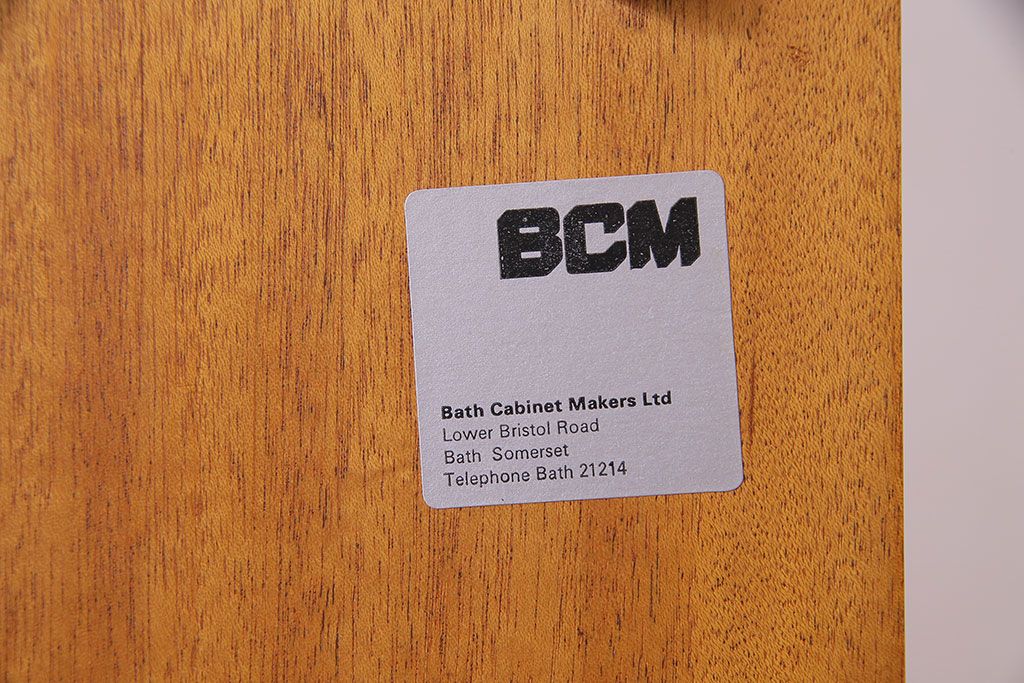 BCM
Bath Cabinet Makers Ltd
Lower Bristol Road
Bath Somerset
Telephone Bath 21214